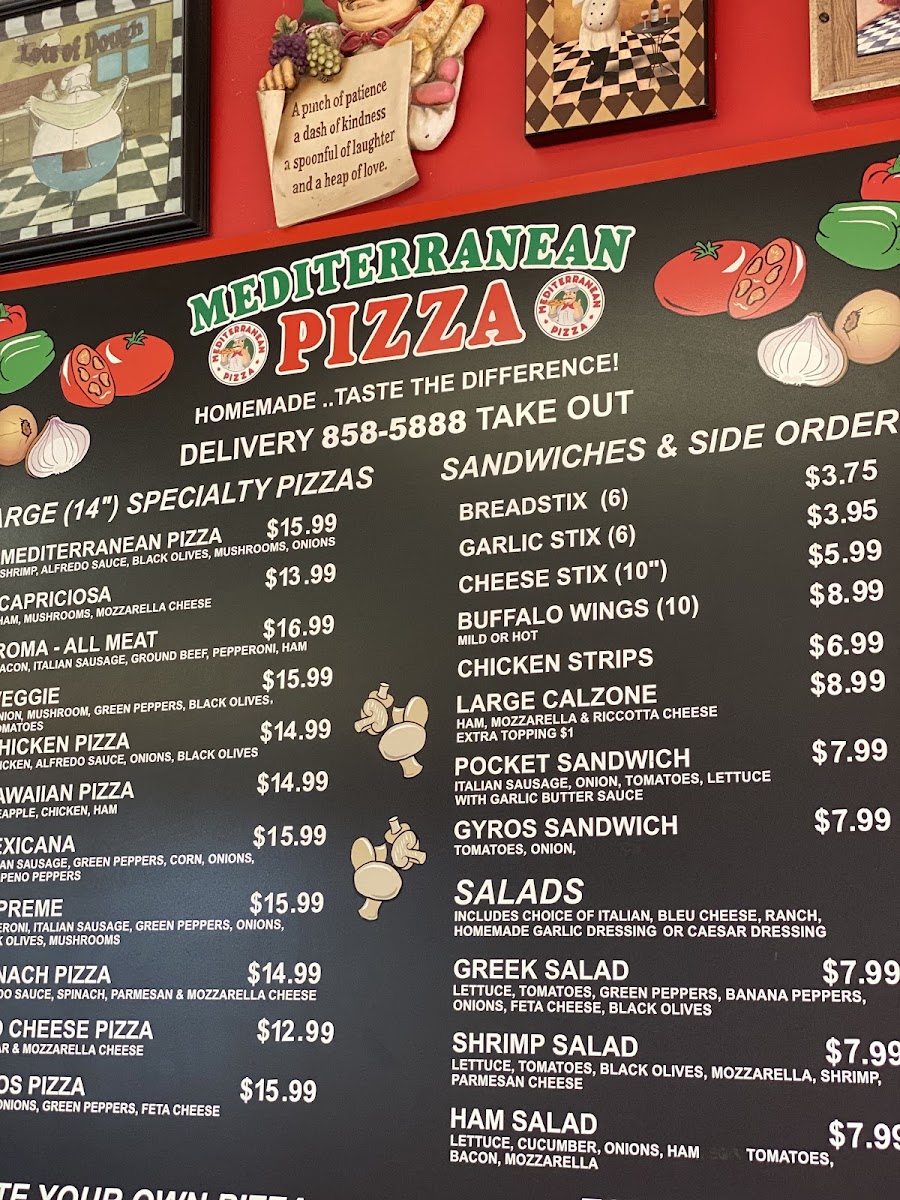 Lots of Dough
A pinch of patience
a dash of kindness
a spoonful of laughter
and a heap of love.
MEDITERRANEAN
PIZZA
MEDITERRANEAN PIZZA
MEDITERRANEAN PIZZA
HOMEMADE ..TASTE THE DIFFERENCE!
DELIVERY 858-5888 TAKE OUT
ARGE (14") SPECIALTY PIZZAS
MEDITERRANEAN PIZZA $15.99
SHRIMP, ALFREDO SAUCE, BLACK OLIVES, MUSHROOMS, ONIONS
CAPRICIOSA $13.99
HAM, MUSHROOMS, MOZZARELLA CHEESE
ROMA - ALL MEAT $16.99
ACON, ITALIAN SAUSAGE, GROUND BEEF, PEPPERONI, HAM
VEGGIE $15.99
NION, MUSHROOM, GREEN PEPPERS, BLACK OLIVES,
OMATOES
HICKEN PIZZA $14.99
ICKEN, ALFREDO SAUCE, ONIONS, BLACK OLIVES
AWAIIAN PIZZA $14.99
EAPPLE, CHICKEN, HAM
EXICANA $15.99
AN SAUSAGE, GREEN PEPPERS, CORN, ONIONS,
PENO PEPPERS
PREME $15.99
ERONI, ITALIAN SAUSAGE, GREEN PEPPERS, ONIONS,
K OLIVES, MUSHROOMS
NACH PIZZA $14.99
DO SAUCE, SPINACH, PARMESAN & MOZZARELLA CHEESE
O CHEESE PIZZA $12.99
AR & MOZZARELLA CHEESE
OS PIZZA $15.99
ONIONS, GREEN PEPPERS, FETA CHEESE
TE YOUR OWN PIZZA
SANDWICHES & SIDE ORDER
BREADSTIX (6) $3.75
GARLIC STIX (6) $3.95
CHEESE STIX (10") $5.99
BUFFALO WINGS (10) $8.99
MILD OR HOT
CHICKEN STRIPS $6.99
LARGE CALZONE $8.99
HAM, MOZZARELLA & RICCOTTA CHEESE
EXTRA TOPPING $1
POCKET SANDWICH $7.99
ITALIAN SAUSAGE, ONION, TOMATOES, LETTUCE
WITH GARLIC BUTTER SAUCE
GYROS SANDWICH $7.99
TOMATOES, ONION,
SALADS
INCLUDES CHOICE OF ITALIAN, BLEU CHEESE, RANCH,
HOMEMADE GARLIC DRESSING OR CAESAR DRESSING
GREEK SALAD $7.99
LETTUCE, TOMATOES, GREEN PEPPERS, BANANA PEPPERS,
ONIONS, FETA CHEESE, BLACK OLIVES
SHRIMP SALAD $7.99
LETTUCE, TOMATOES, BLACK OLIVES, MOZZARELLA, SHRIMP,
PARMESAN CHEESE
HAM SALAD $7.99
LETTUCE, CUCUMBER, ONIONS, HAM TOMATOES,
BACON, MOZZARELLA